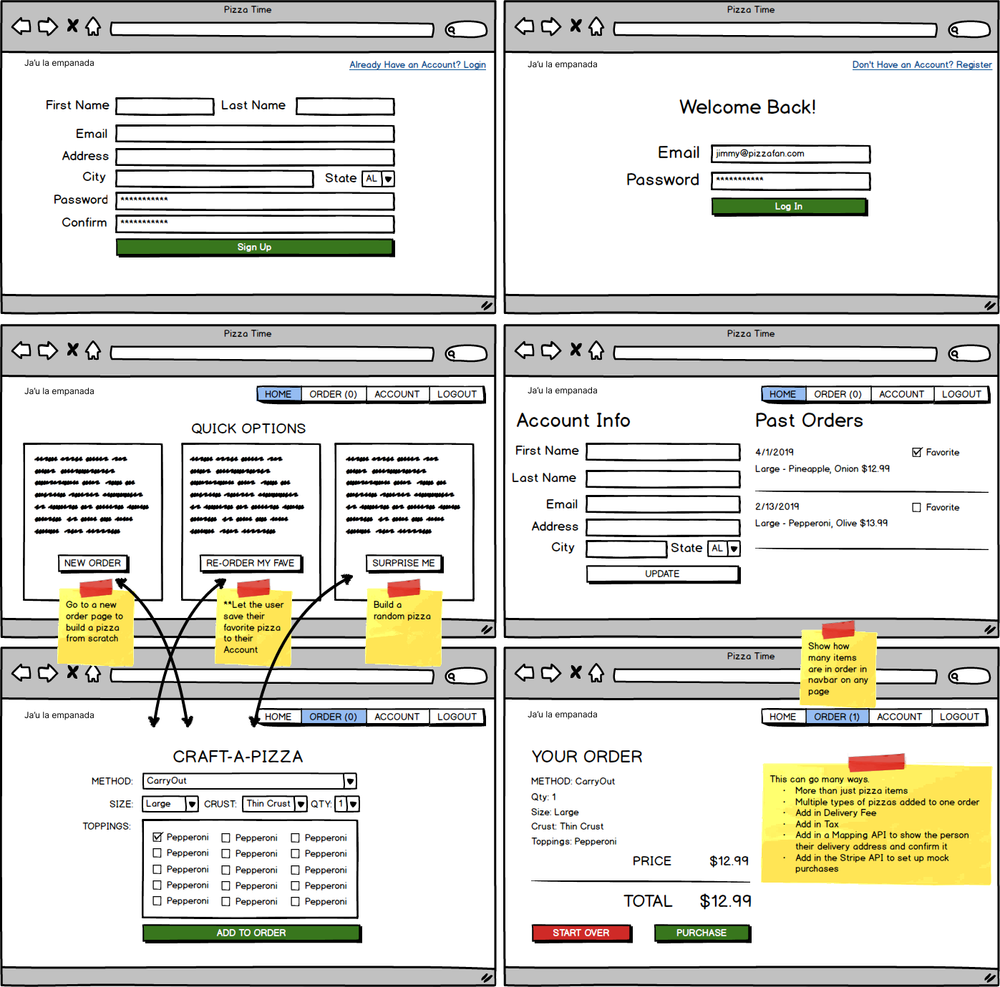 Pizza Time
Ja'u la empanada
Already Have an Account? Login
First Name
Last Name
Email
Address
City
State AL
Password ***********
Confirm ***********
Sign Up
Pizza Time
Ja'u la empanada
Don't Have an Account? Register
Welcome Back!
Email jimmy@pizzafan.com
Password ***********
Log In
Pizza Time
Ja'u la empanada
HOME ORDER (0) ACCOUNT LOGOUT
QUICK OPTIONS
NEW ORDER
RE-ORDER MY FAVE
SURPRISE ME
Go to a new
order page to
build a pizza
from scratch
**Let the user
save their
favorite pizza
to their
Account
Build a
random pizza
Pizza Time
Ja'u la empanada
HOME ORDER (0) ACCOUNT LOGOUT
Account Info
First Name
Last Name
Email
Address
City
State AL
UPDATE
Past Orders
4/1/2019 Favorite
Large - Pineapple, Onion $12.99
2/13/2019 Favorite
Large - Pepperoni, Olive $13.99
Ja'u la empanada
HOME ORDER (0) ACCOUNT LOGOUT
CRAFT-A-PIZZA
METHOD: CarryOut
SIZE: Large CRUST: Thin Crust QTY: 1
TOPPINGS:
Pepperoni Pepperoni Pepperoni
Pepperoni Pepperoni Pepperoni
Pepperoni Pepperoni Pepperoni
Pepperoni Pepperoni Pepperoni
Pepperoni Pepperoni Pepperoni
ADD TO ORDER
Pizza Time
Show how
many items
are in order in
navbar on any
page
Ja'u la empanada
HOME ORDER (1) ACCOUNT LOGOUT
YOUR ORDER
METHOD: CarryOut
Qty: 1
Size: Large
Crust: Thin Crust
Toppings: Pepperoni
PRICE $12.99
TOTAL $12.99
START OVER
PURCHASE
This can go many ways.
• More than just pizza items
• Multiple types of pizzas added to one order
• Add in Delivery Fee
• Add in Tax
• Add in a Mapping API to show the person
their delivery address and confirm it
• Add in the Stripe API to set up mock
purchases